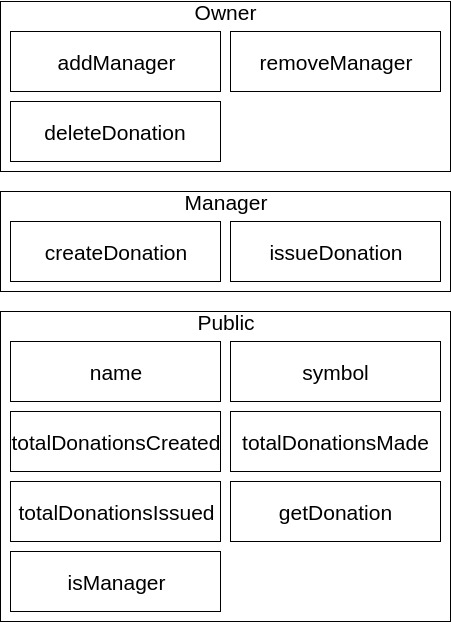 Owner
addManager
removeManager
deleteDonation
Manager
createDonation
issueDonation
Public
name
symbol
totalDonationsCreated
totalDonationsMade
totalDonationsIssued
getDonation
isManager